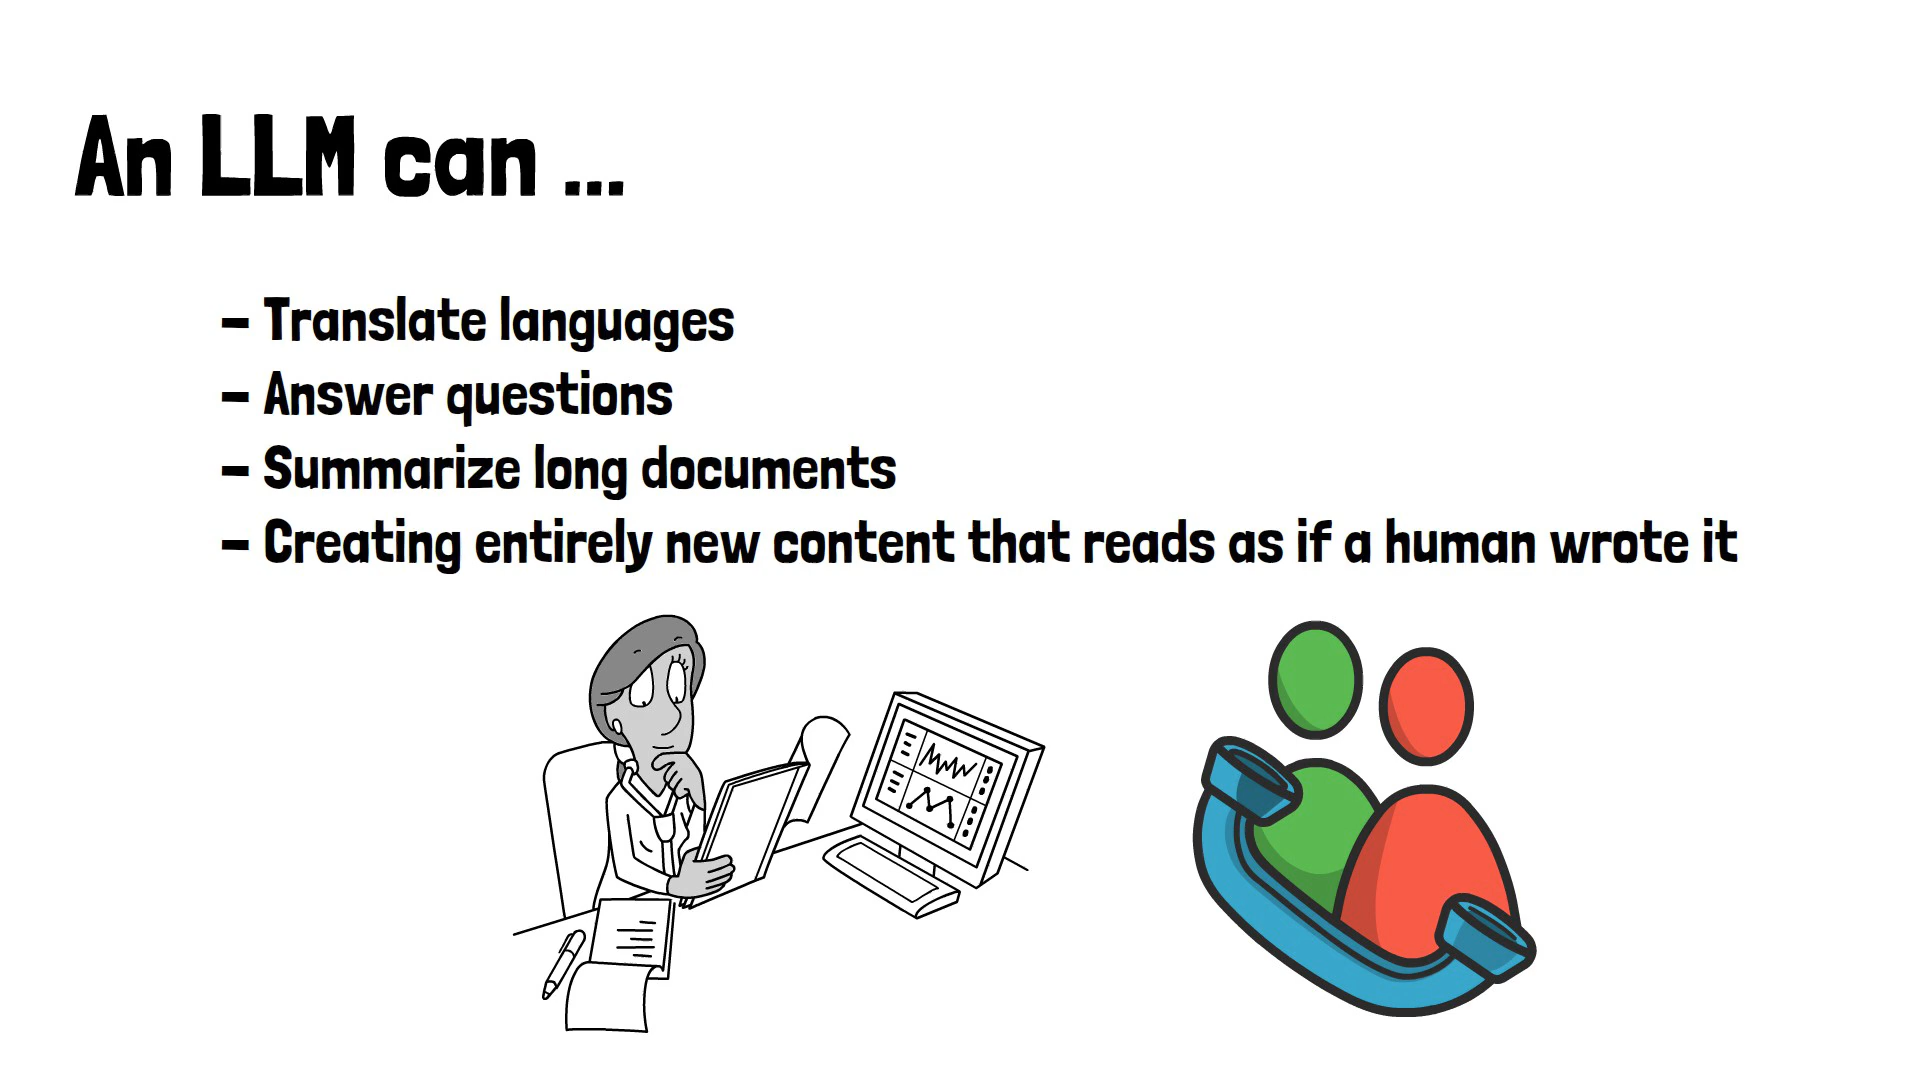 An LLM can ...
- Translate languages
- Answer questions
- Summarize long documents
- Creating entirely new content that reads as if a human wrote it